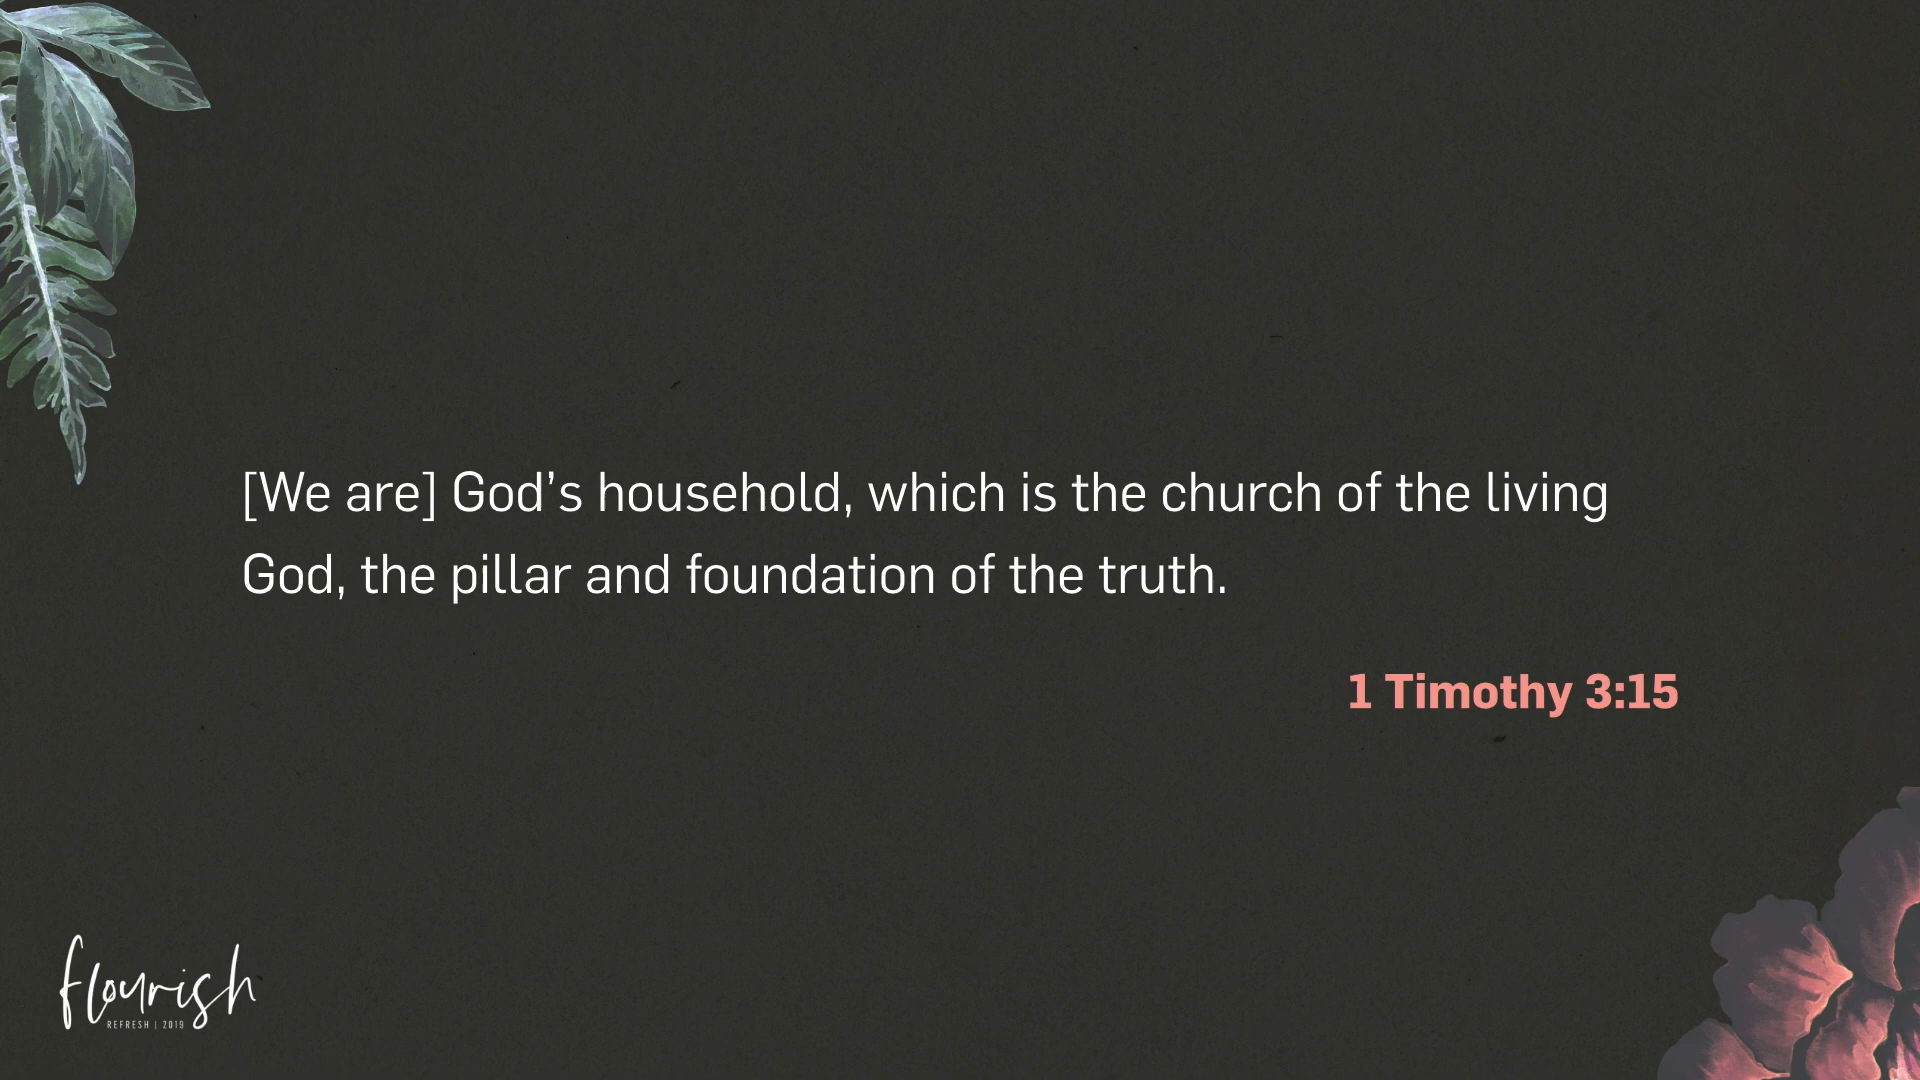 [We are] God’s household, which is the church of the living
God, the pillar and foundation of the truth.
1 Timothy 3:15
flourish
REFRESH | 2019